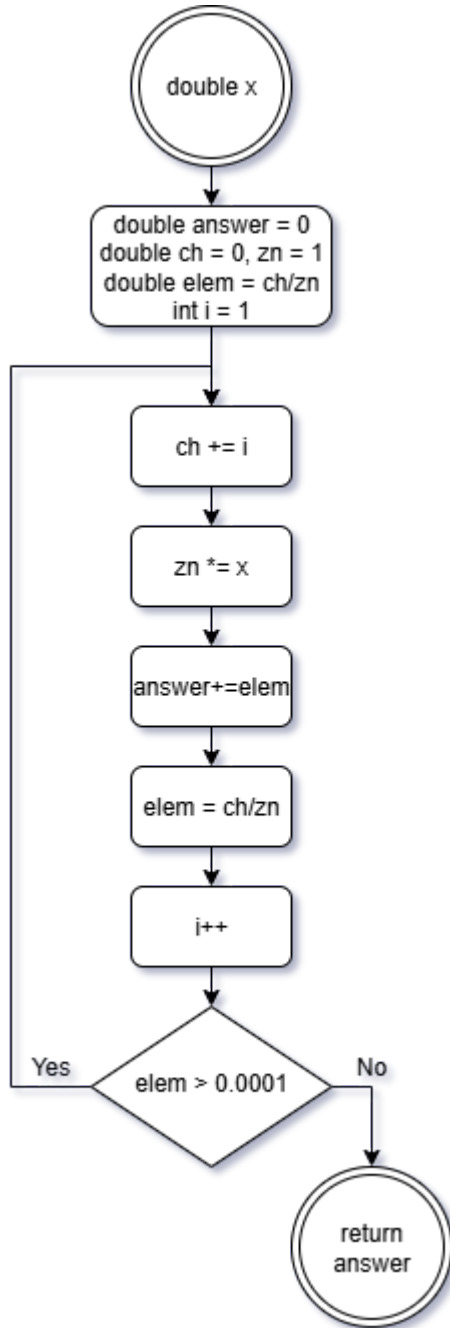 double x
double answer = 0
double ch = 0, zn = 1
double elem = ch/zn
int i = 1
ch += i
zn *= x
answer+=elem
elem = ch/zn
i++
Yes
elem > 0.0001
No
return
answer